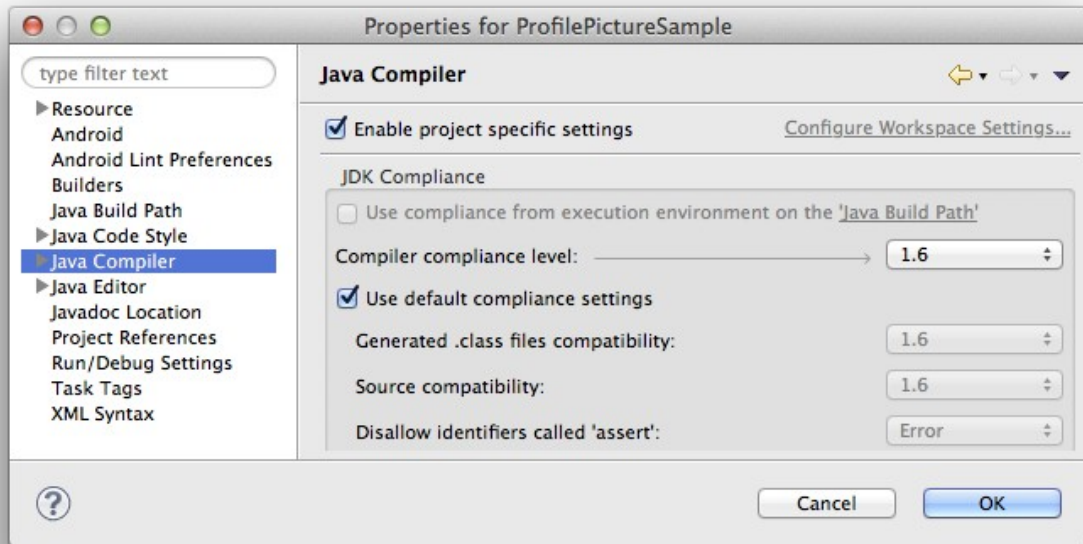 Properties for ProfilePictureSample
type filter text
Resource
Android
Android Lint Preferences
Builders
Java Build Path
Java Code Style
Java Compiler
Java Editor
Javadoc Location
Project References
Run/Debug Settings
Task Tags
XML Syntax
Java Compiler
Enable project specific settings
Configure Workspace Settings...
JDK Compliance
Use compliance from execution environment on the 'Java Build Path'
Compiler compliance level: 1.6
Use default compliance settings
Generated .class files compatibility: 1.6
Source compatibility: 1.6
Disallow identifiers called 'assert': Error
?
Cancel
OK